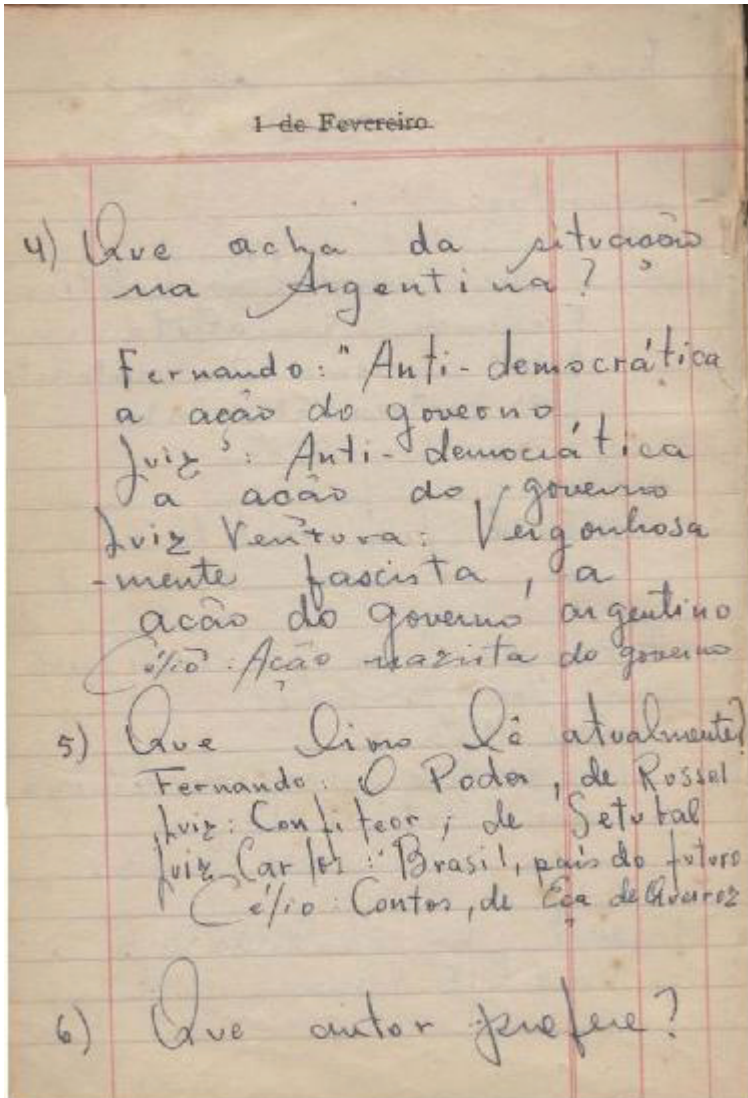 1 de Fevereiro
4) Que acha da situação
na Argentina?
Fernando: "Anti-democrática
a ação do governo
Luiz : Anti-democrática
a ação do governo
Luiz Ventura: Vergonhosa
-mente fascista, a
ação do governo argentino
Célio: Ação nazista do governo
5) Que livro lê atualmente?
Fernando: O Poder, de Russel
Luiz: Confiteor, de Setubal
Luiz Carlos: "Brasil, país do futuro
Célio: Contos, de Eça de Queiroz
6) Que autor prefere?